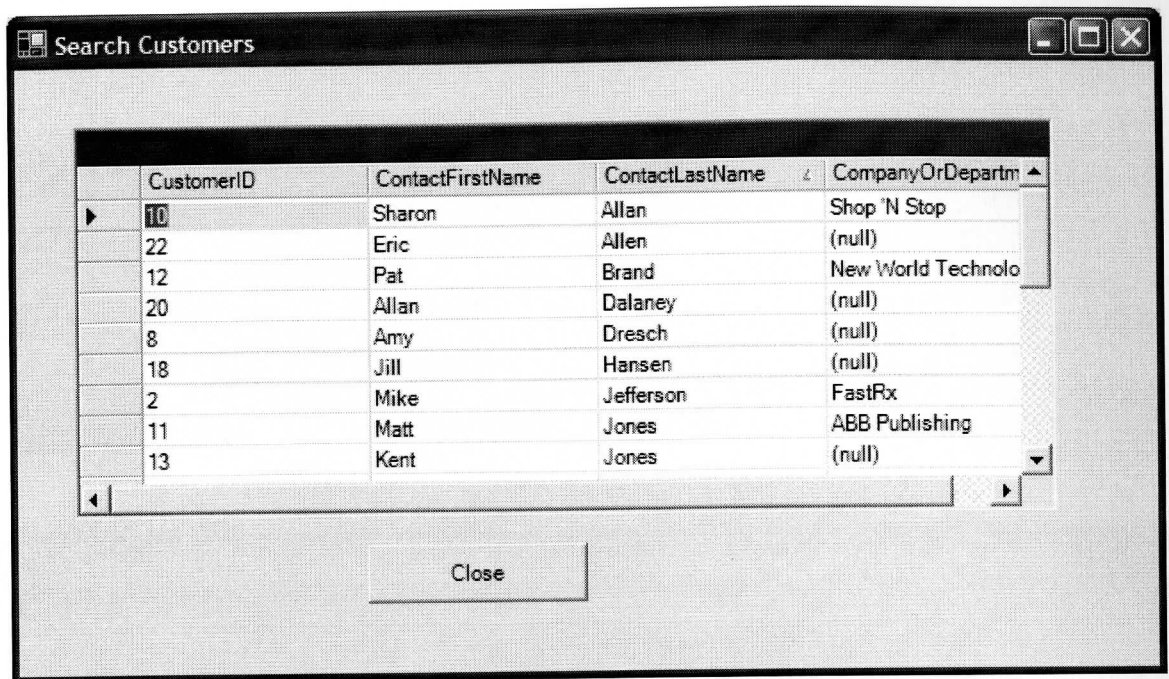 Search Customers
CustomerID ContactFirstName ContactLastName CompanyOrDepartm
10 Sharon Allan Shop 'N Stop
22 Eric Allen (null)
12 Pat Brand New World Technolo
20 Allan Dalaney (null)
8 Amy Dresch (null)
18 Jill Hansen (null)
2 Mike Jefferson FastRx
11 Matt Jones ABB Publishing
13 Kent Jones (null)
Close